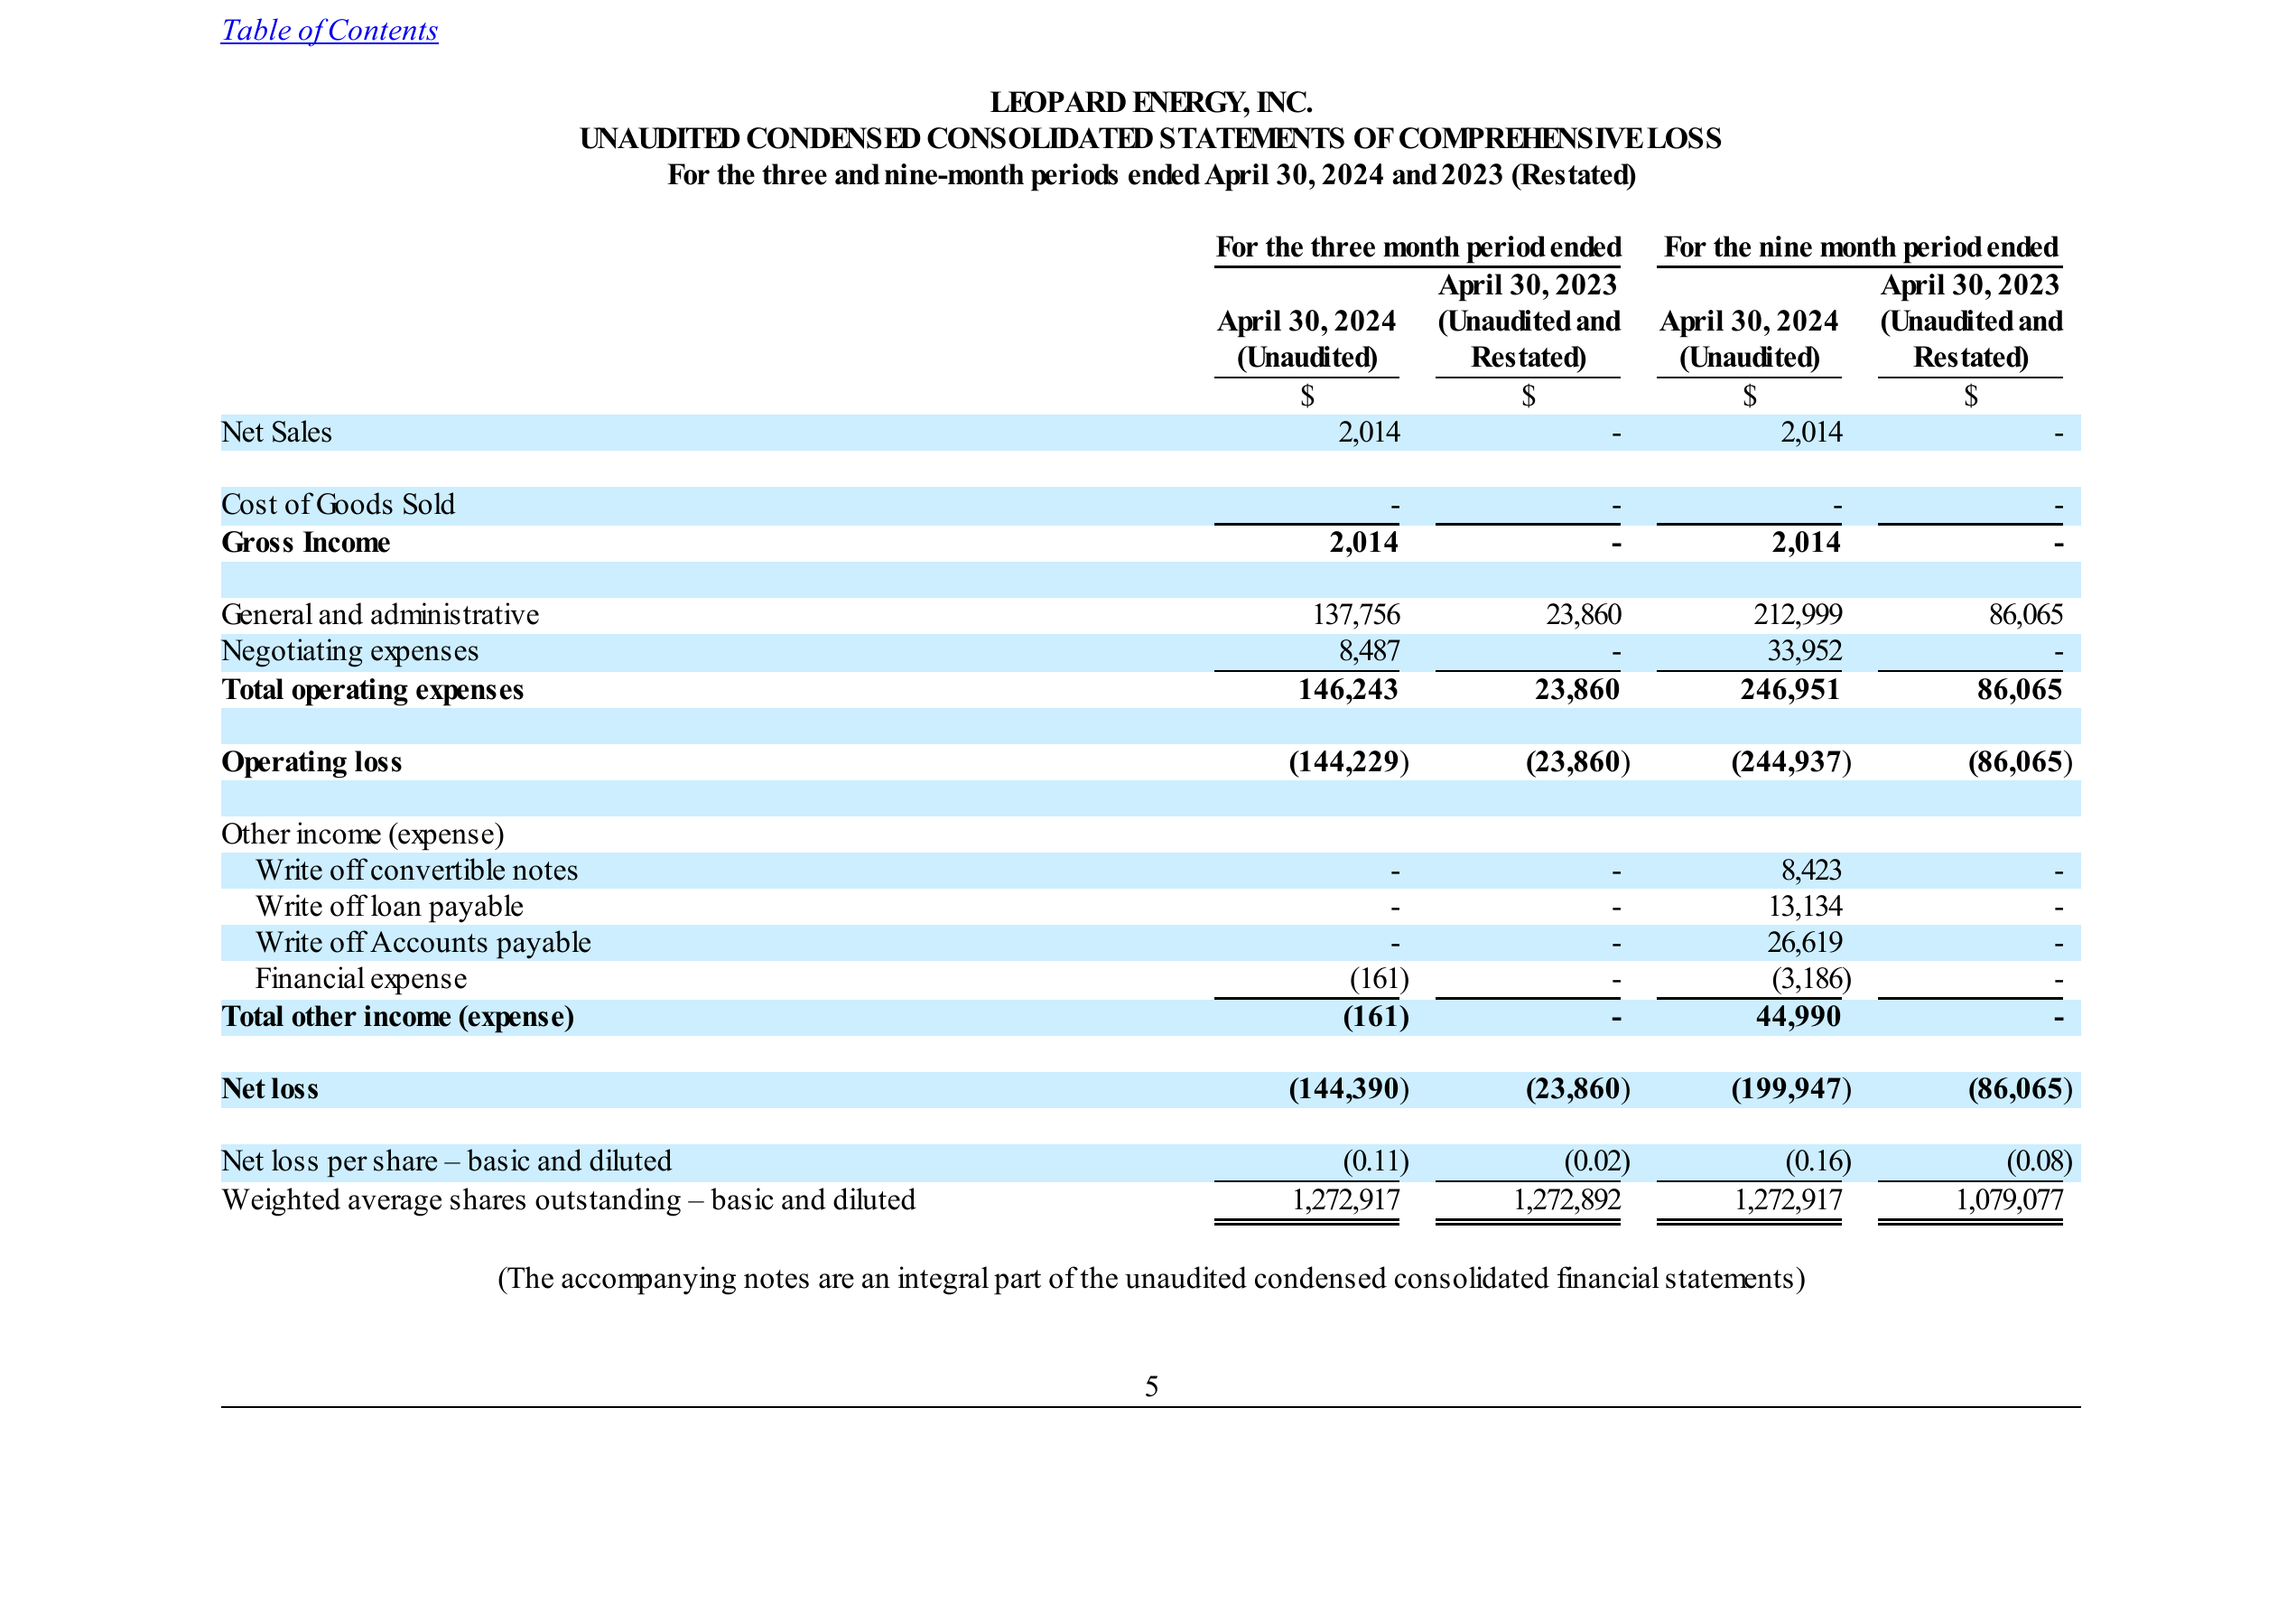 Table of Contents
LEOPARD ENERGY, INC.
UNAUDITED CONDENSED CONSOLIDATED STATEMENTS OF COMPREHENSIVE LOSS
For the three and nine-month periods ended April 30, 2024 and 2023 (Restated)
For the three month period ended For the nine month period ended
April 30, 2023 April 30, 2023
April 30, 2024 (Unaudited and April 30, 2024 (Unaudited and
(Unaudited) Restated) (Unaudited) Restated)
$ $ $ $
Net Sales 2,014 - 2,014 -
Cost of Goods Sold - - - -
Gross Income 2,014 - 2,014 -
General and administrative 137,756 23,860 212,999 86,065
Negotiating expenses 8,487 - 33,952 -
Total operating expenses 146,243 23,860 246,951 86,065
Operating loss (144,229) (23,860) (244,937) (86,065)
Other income (expense)
Write off convertible notes - - 8,423 -
Write off loan payable - - 13,134 -
Write off Accounts payable - - 26,619 -
Financial expense (161) - (3,186) -
Total other income (expense) (161) - 44,990 -
Net loss (144,390) (23,860) (199,947) (86,065)
Net loss per share – basic and diluted (0.11) (0.02) (0.16) (0.08)
Weighted average shares outstanding – basic and diluted 1,272,917 1,272,892 1,272,917 1,079,077
(The accompanying notes are an integral part of the unaudited condensed consolidated financial statements)
5